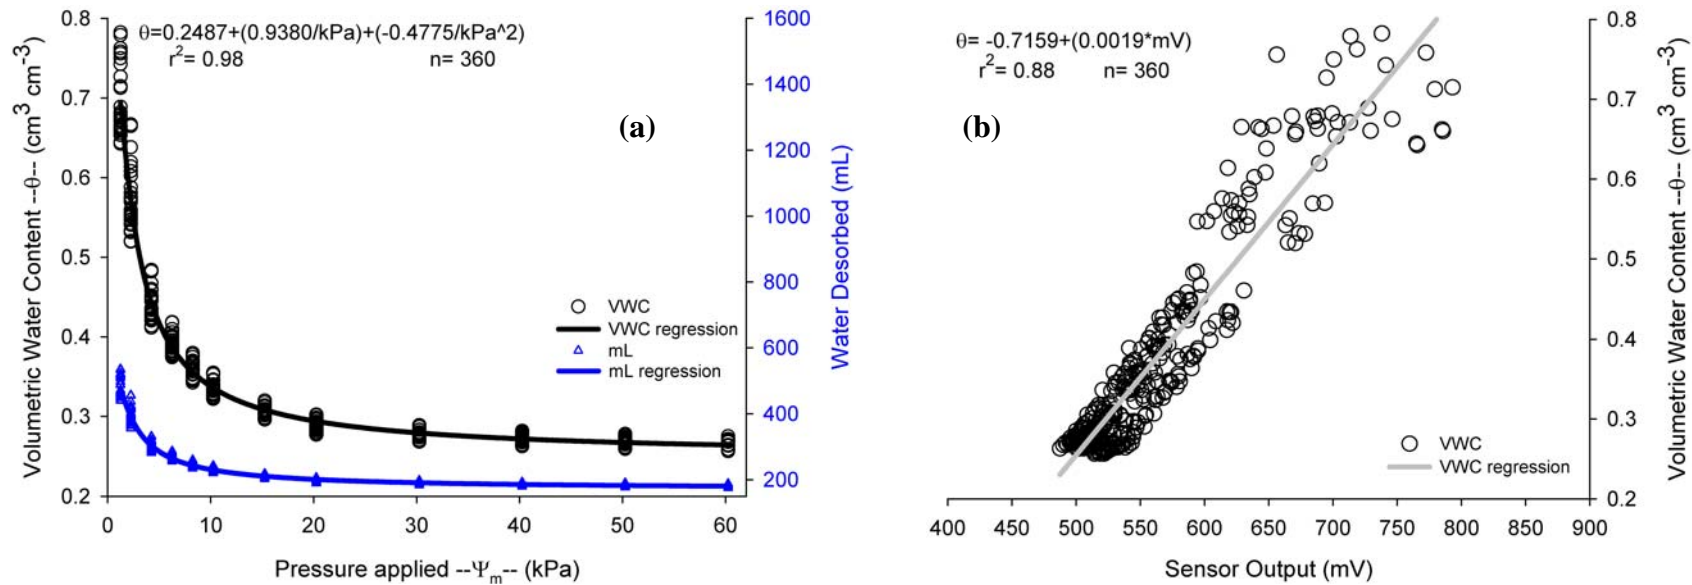 θ=0.2487+(0.9380/kPa)+(-0.4775/kPa^2)
r²= 0.98 n= 360
(a)
Volumetric Water Content --θ-- (cm³ cm⁻³)
0.8
0.7
0.6
0.5
0.4
0.3
0.2
1600
1400
1200
1000
800
600
400
200
Water Desorbed (mL)
VWC
VWC regression
mL
mL regression
0 10 20 30 40 50 60
Pressure applied --Ψₘ-- (kPa)
θ= -0.7159+(0.0019*mV)
r²= 0.88 n= 360
(b)
0.8
0.7
0.6
0.5
0.4
0.3
0.2
Volumetric Water Content --θ-- (cm³ cm⁻³)
VWC
VWC regression
400 450 500 550 600 650 700 750 800 850 900
Sensor Output (mV)